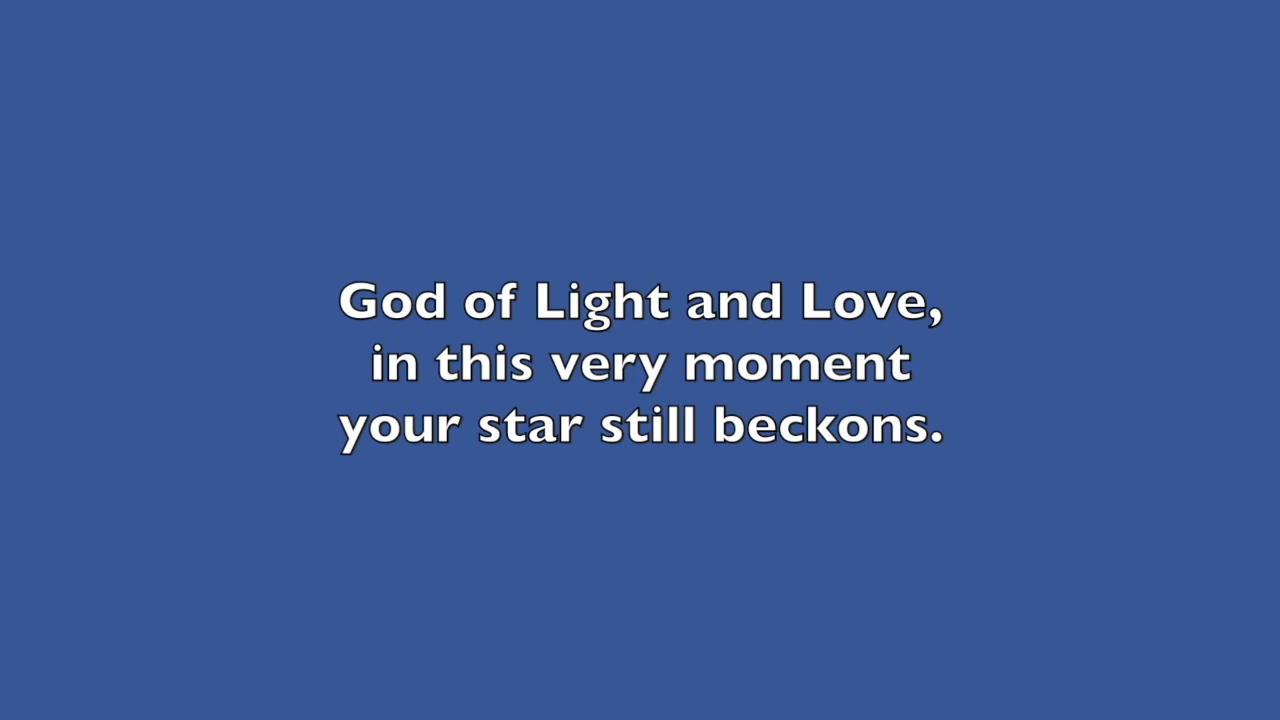 God of Light and Love,
in this very moment
your star still beckons.